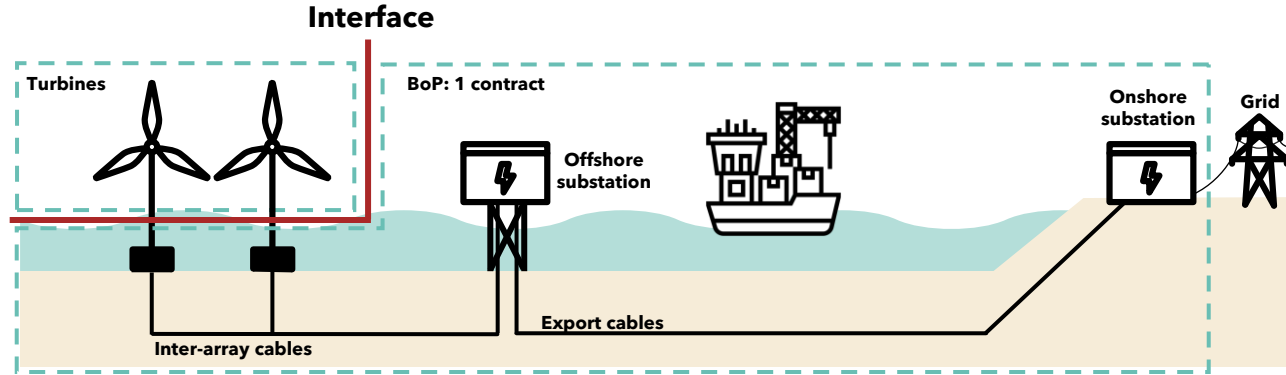 Interface
Turbines
BoP: 1 contract
Onshore
substation
Grid
Offshore
substation
Export cables
Inter-array cables